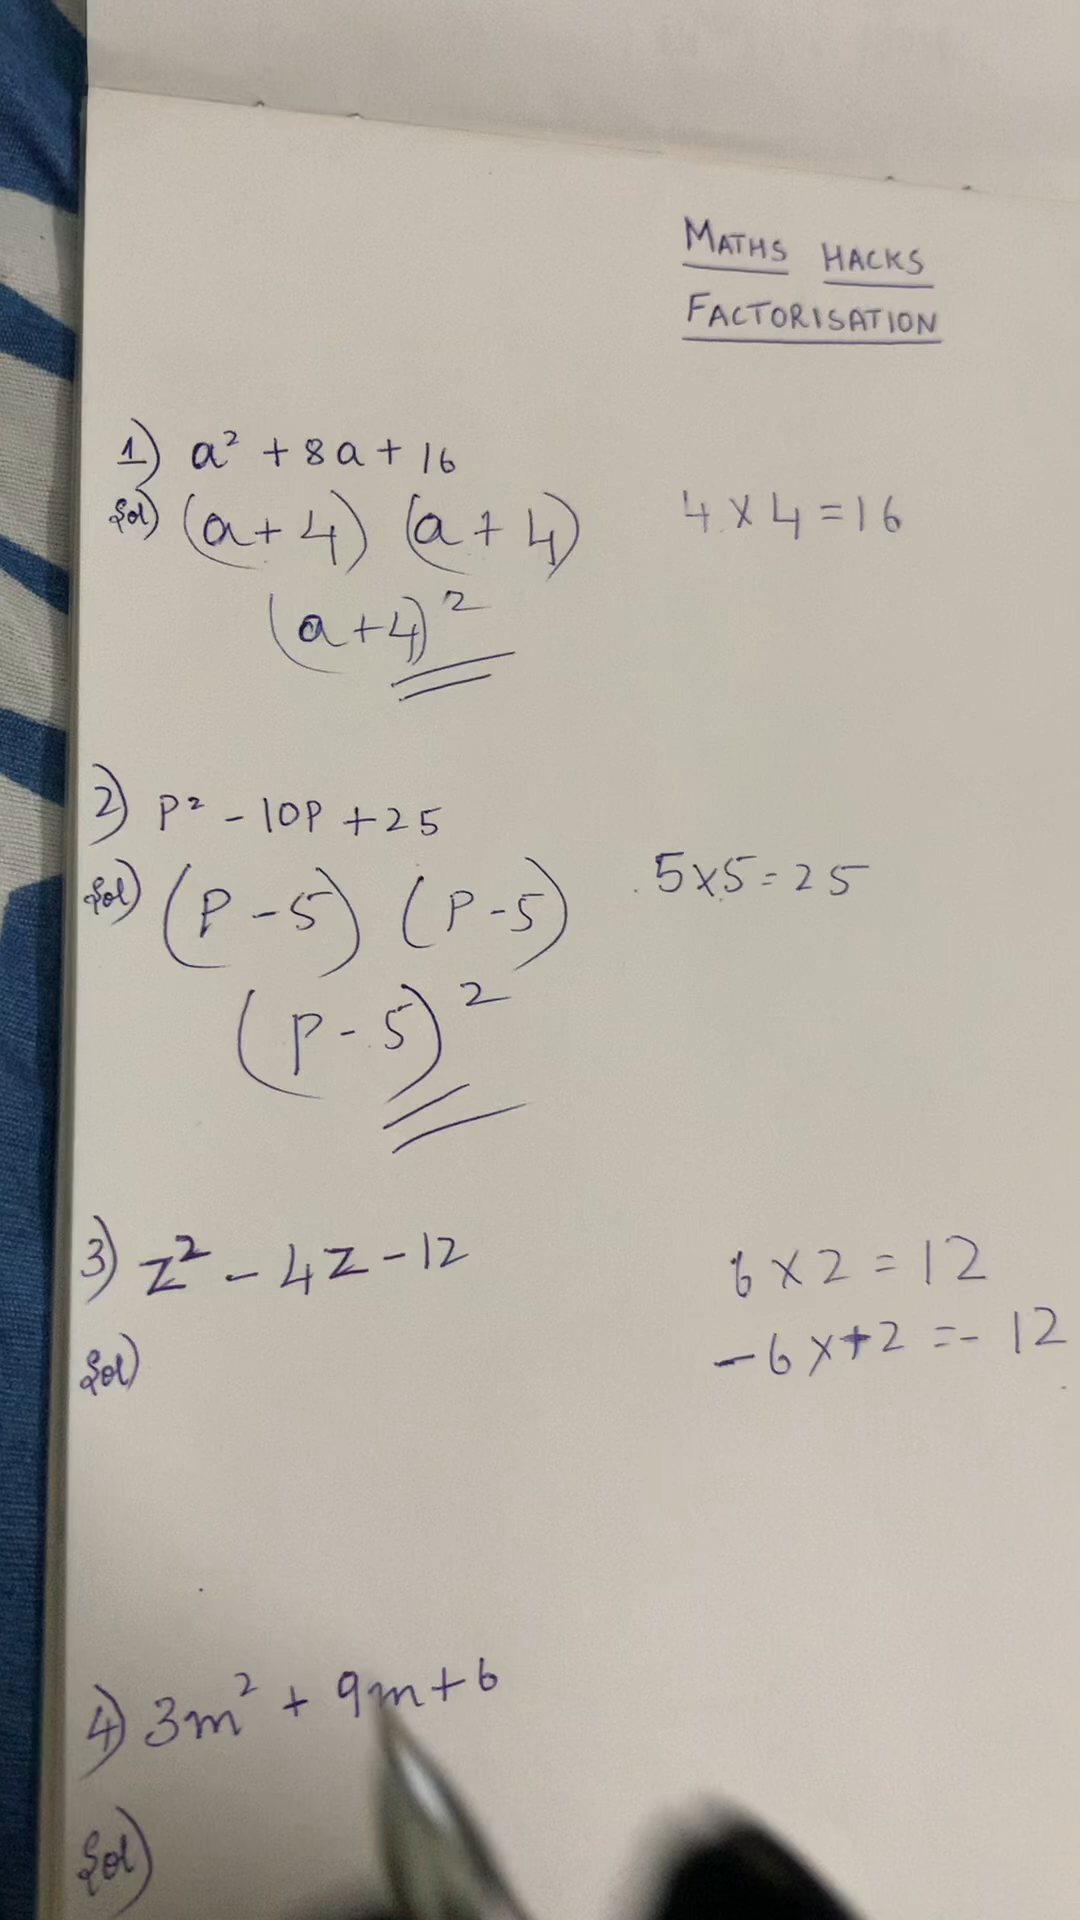 MATHS HACKS
FACTORISATION
1) a² + 8a + 16
Sol) (a + 4) (a + 4) 4 × 4 = 16
(a + 4)²
2) P² - 10P + 25
Sol) (P - 5) (P - 5) 5 × 5 = 25
(P - 5)²
3) Z² - 4Z - 12 6 × 2 = 12
Sol) -6 × +2 = - 12
4) 3m² + 9m + 6
Sol)